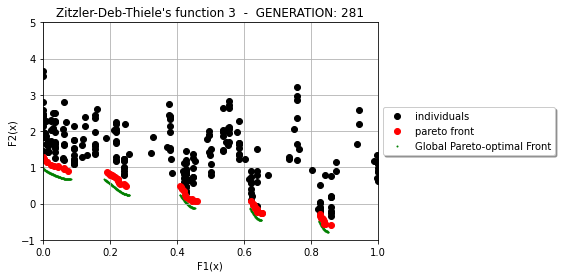 Zitzler-Deb-Thiele's function 3 - GENERATION: 281
5
4
3
2
1
0
−1
F2(x)
0.0 0.2 0.4 0.6 0.8 1.0
F1(x)
individuals
pareto front
Global Pareto-optimal Front